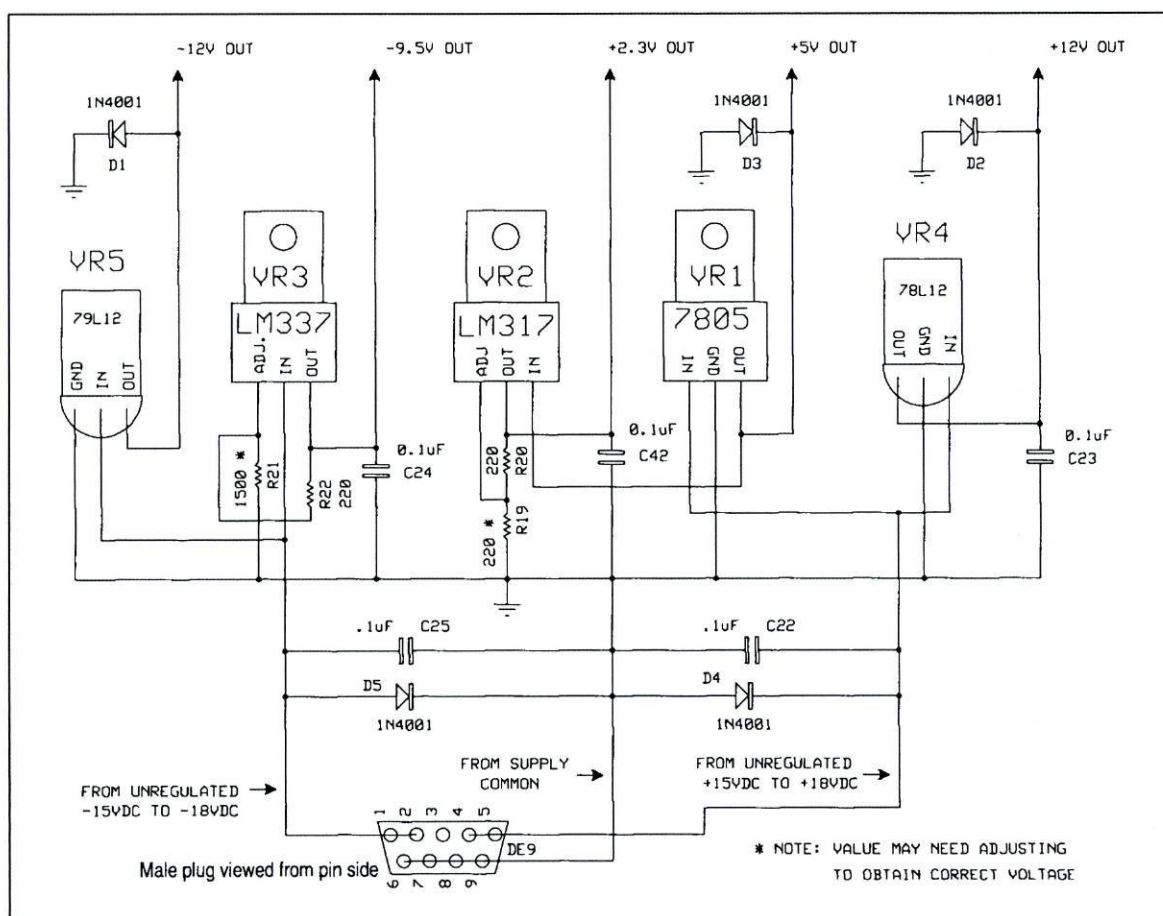 -12V OUT
-9.5V OUT
+2.3V OUT
+5V OUT
+12V OUT
1N4001
D1
1N4001
D3
1N4001
D2
VR5
79L12
GND
IN
OUT
VR3
LM337
ADJ.
IN
OUT
VR2
LM317
ADJ
OUT
IN
VR1
7805
IN
GND
OUT
VR4
78L12
OUT
GND
IN
1500 *
R21
R22
220
0.1uF
C24
220
R20
220 *
R19
0.1uF
C42
0.1uF
C23
.1uF C25
.1uF C22
D5
1N4001
D4
1N4001
FROM UNREGULATED
-15VDC TO -18VDC
FROM SUPPLY
COMMON
FROM UNREGULATED
+15VDC TO +18VDC
1 2 3 4 5
DE9
6 7 8 9
Male plug viewed from pin side
* NOTE: VALUE MAY NEED ADJUSTING
TO OBTAIN CORRECT VOLTAGE